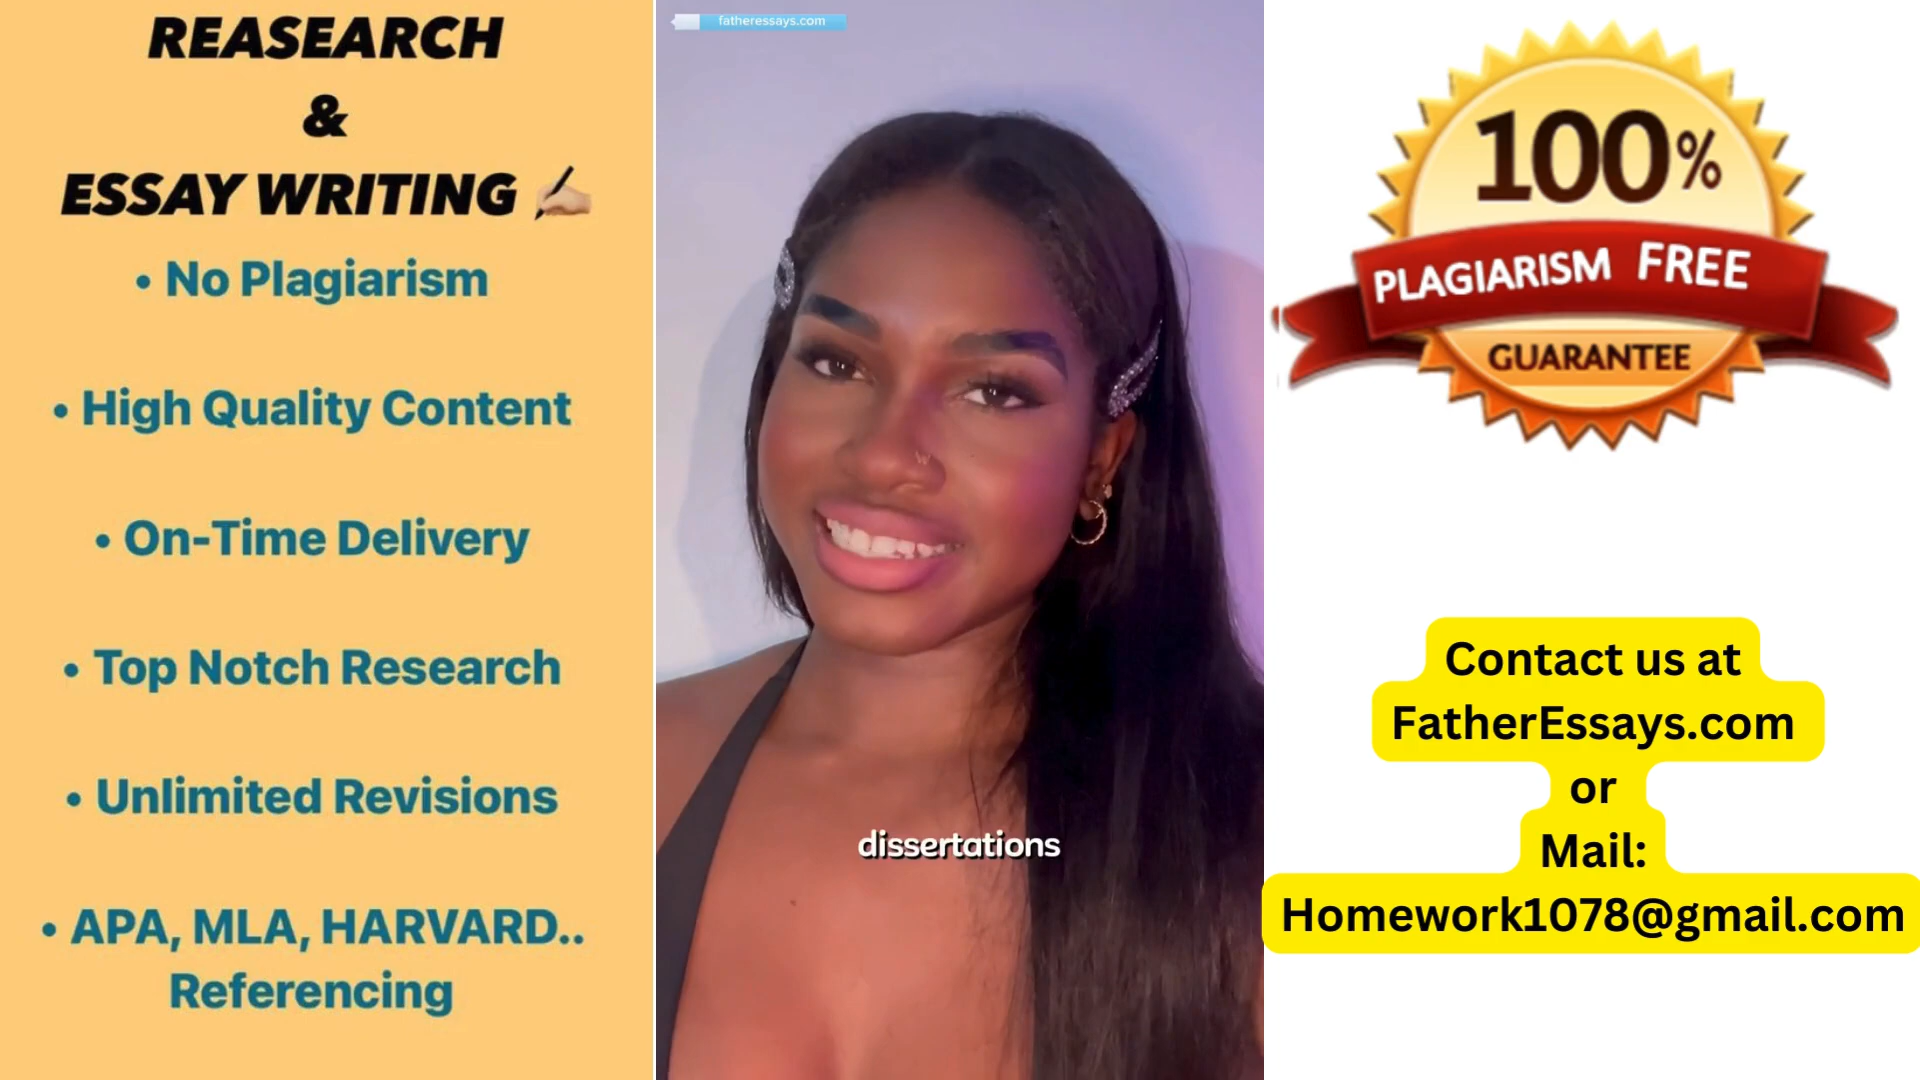 REASEARCH
&
ESSAY WRITING ✍🏼
• No Plagiarism
• High Quality Content
• On-Time Delivery
• Top Notch Research
• Unlimited Revisions
• APA, MLA, HARVARD..
Referencing
fatheressays.com
dissertations
100%
PLAGIARISM FREE
GUARANTEE
Contact us at
FatherEssays.com
or
Mail:
Homework1078@gmail.com